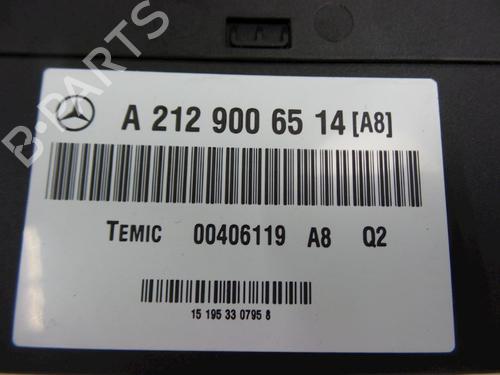 A 212 900 65 14 [A8]
TEMIC 00406119 A8 Q2
15 195 33 0795 8
B-PARTS